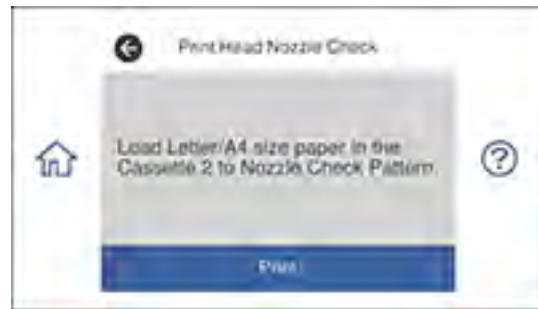 Print Head Nozzle Check
Load Letter/A4 size paper in the
Cassette 2 to Nozzle Check Pattern.
Print